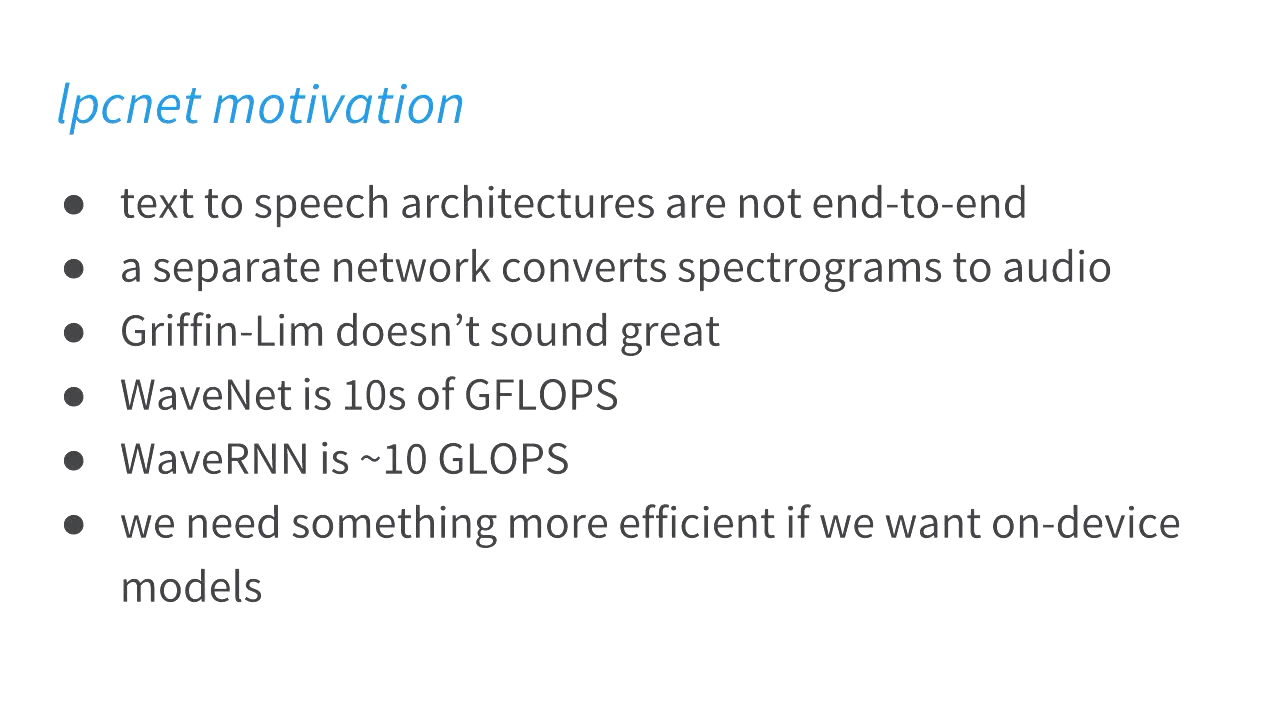 lpcnet motivation
● text to speech architectures are not end-to-end
● a separate network converts spectrograms to audio
● Griffin-Lim doesn’t sound great
● WaveNet is 10s of GFLOPS
● WaveRNN is ~10 GLOPS
● we need something more efficient if we want on-device
models